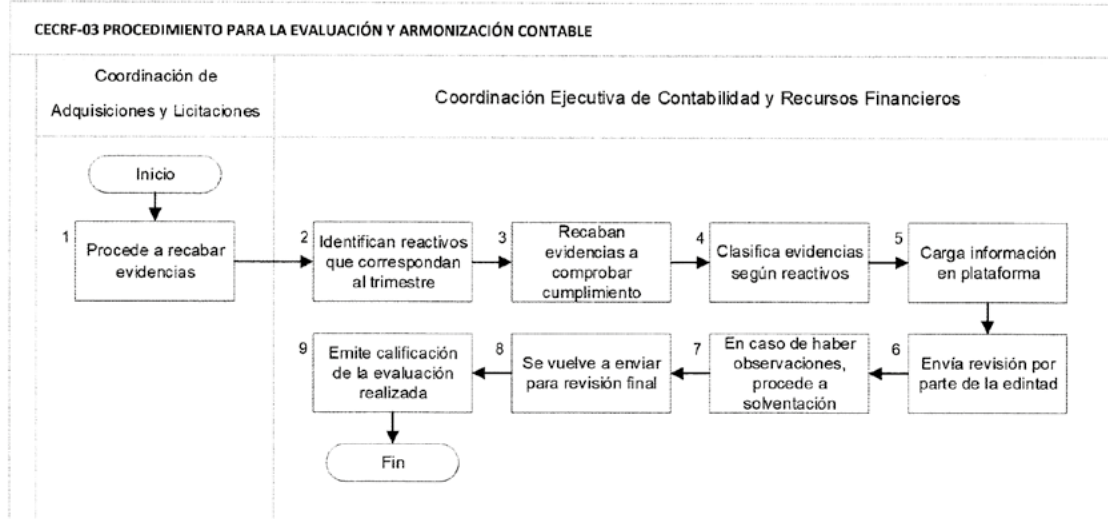 CECRF-03 PROCEDIMIENTO PARA LA EVALUACIÓN Y ARMONIZACIÓN CONTABLE
Coordinación de
Adquisiciones y Licitaciones
Coordinación Ejecutiva de Contabilidad y Recursos Financieros
Inicio
1
Procede a recabar
evidencias
2
Identifican reactivos
que correspondan
al trimestre
3
Recaban
evidencias a
comprobar
cumplimiento
4
Clasifica evidencias
según reactivos
5
Carga información
en plataforma
6
Envía revisión por
parte de la edintad
7
En caso de haber
observaciones,
procede a
solventación
8
Se vuelve a enviar
para revisión final
9
Emite calificación
de la evaluación
realizada
Fin